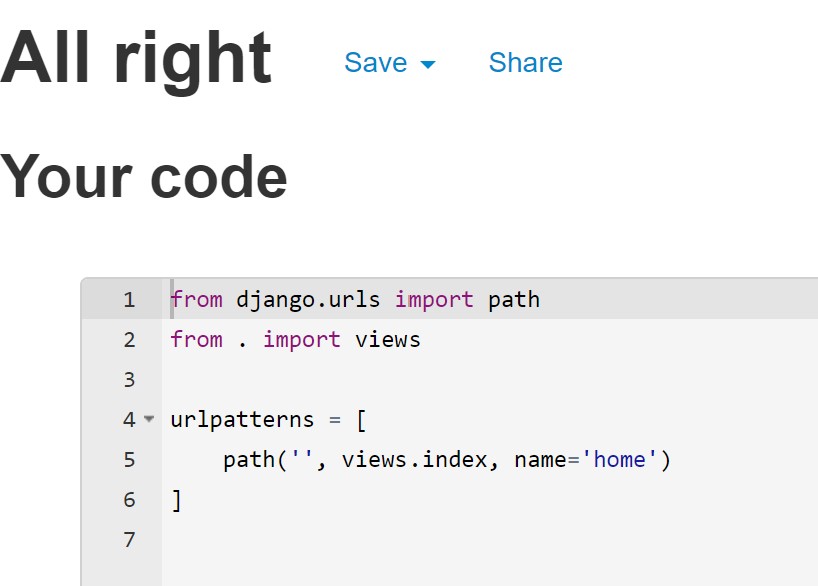 All right Save Share
Your code
1 from django.urls import path
2 from . import views
3
4 urlpatterns = [
5     path('', views.index, name='home')
6 ]
7